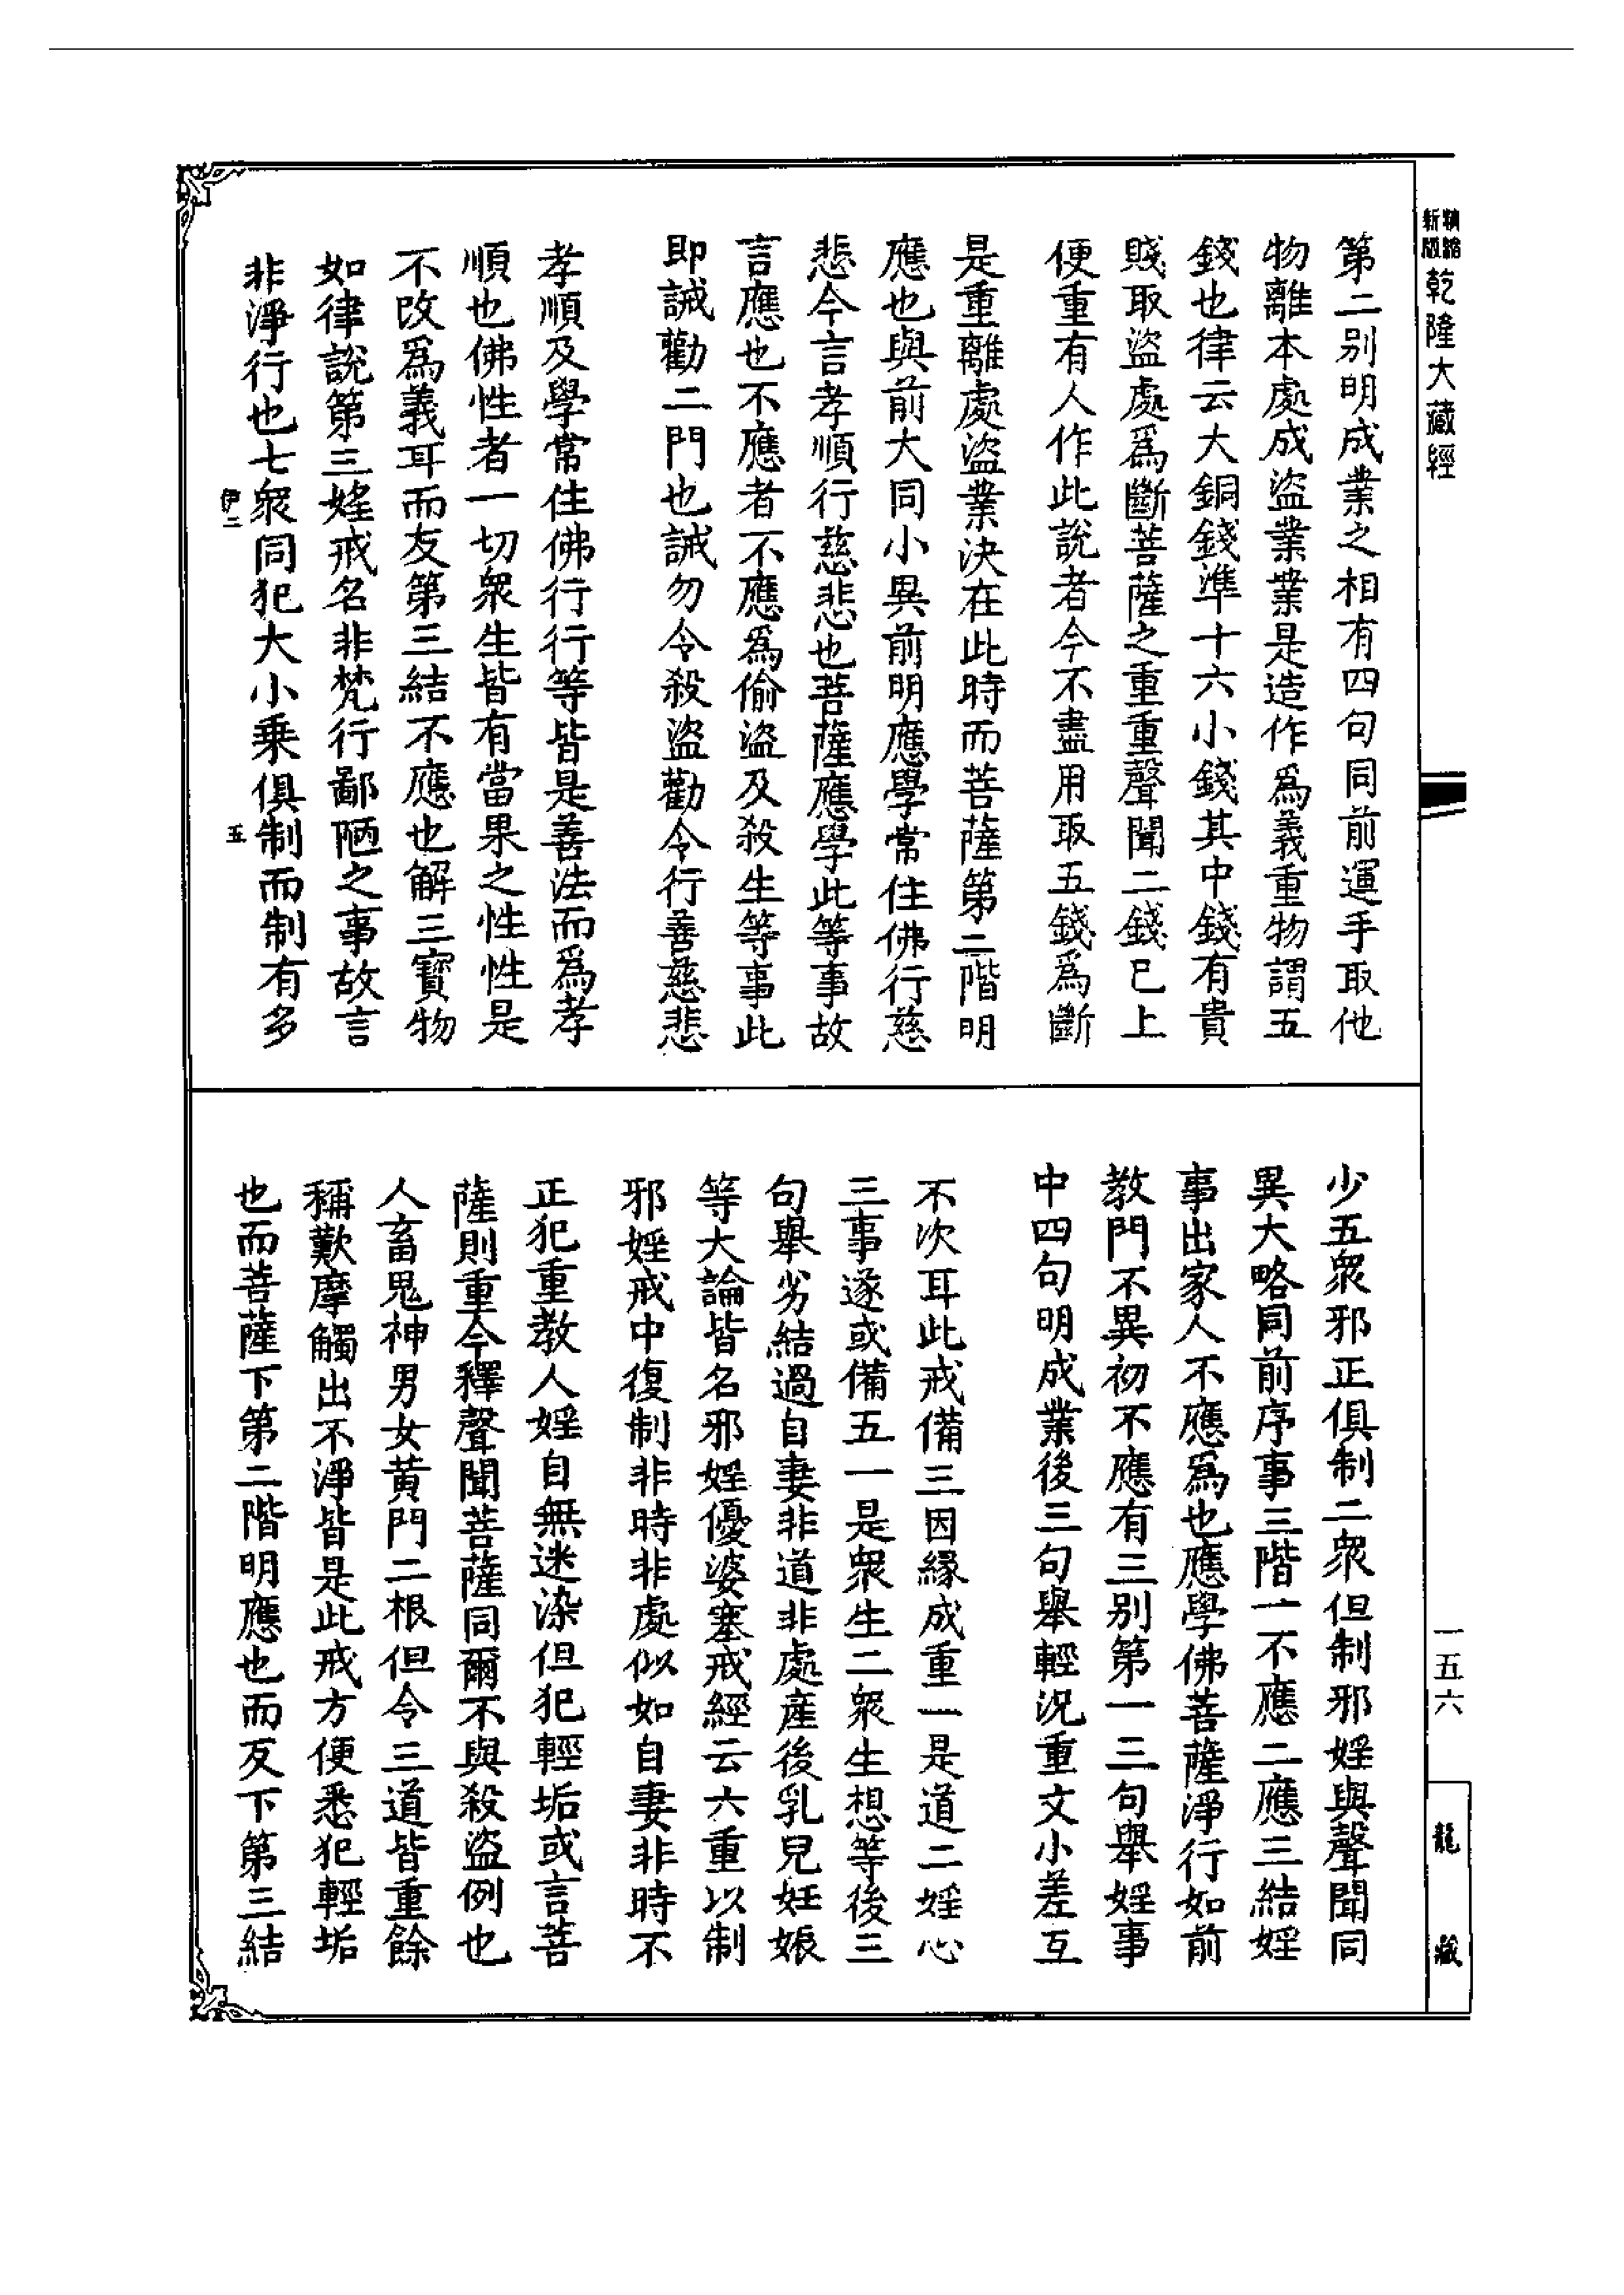 新版精縮乾隆大藏經
第二別明成業之相有四句同前運手取他
物離本處成盜業業是造作爲義重物謂五
錢也律云大銅錢準十六小錢其中錢有貴
賤取盜處爲斷菩薩之重重聲聞二錢已上
便重有人作此說者今不盡用取五錢爲斷
是重離處盜業決在此時而菩薩第二階明
應也與前大同小異前明應學常住佛行慈
悲今言孝順行慈悲也菩薩應學此等事故
言應也不應者不應爲偷盜及殺生等事此
即誡勸二門也誡勿令殺盜勸令行善慈悲
孝順及學常住佛行行等皆是善法而爲孝
順也佛性者一切衆生皆有當果之性性是
不改爲義耳而反第三結不應也解三寶物
如律說第三婬戒名非梵行鄙陋之事故言
非淨行也七衆同犯大小乘俱制而制有多
伊二
五
少五衆邪正俱制二衆但制邪婬與聲聞同
異大略同前序事三階一不應二應三結婬
事出家人不應爲也應學佛菩薩淨行如前
教門不異初不應有三別第一三句舉婬事
中四句明成業後三句舉輕況重文小差互
不次耳此戒備三因緣成重一是道二婬心
三事遂或備五一是衆生二衆生想等後三
句舉劣結過自妻非道非處產後乳兒妊娠
等大論皆名邪婬優婆塞戒經云六重以制
邪婬戒中復制非時非處似如自妻非時不
正犯重教人婬自無迷染但犯輕垢或言菩
薩則重今釋聲聞菩薩同爾不與殺盜例也
人畜鬼神男女黃門二根但令三道皆重餘
稱歎摩觸出不淨皆是此戒方便悉犯輕垢
也而菩薩下第二階明應也而反下第三結
一五六
龍藏